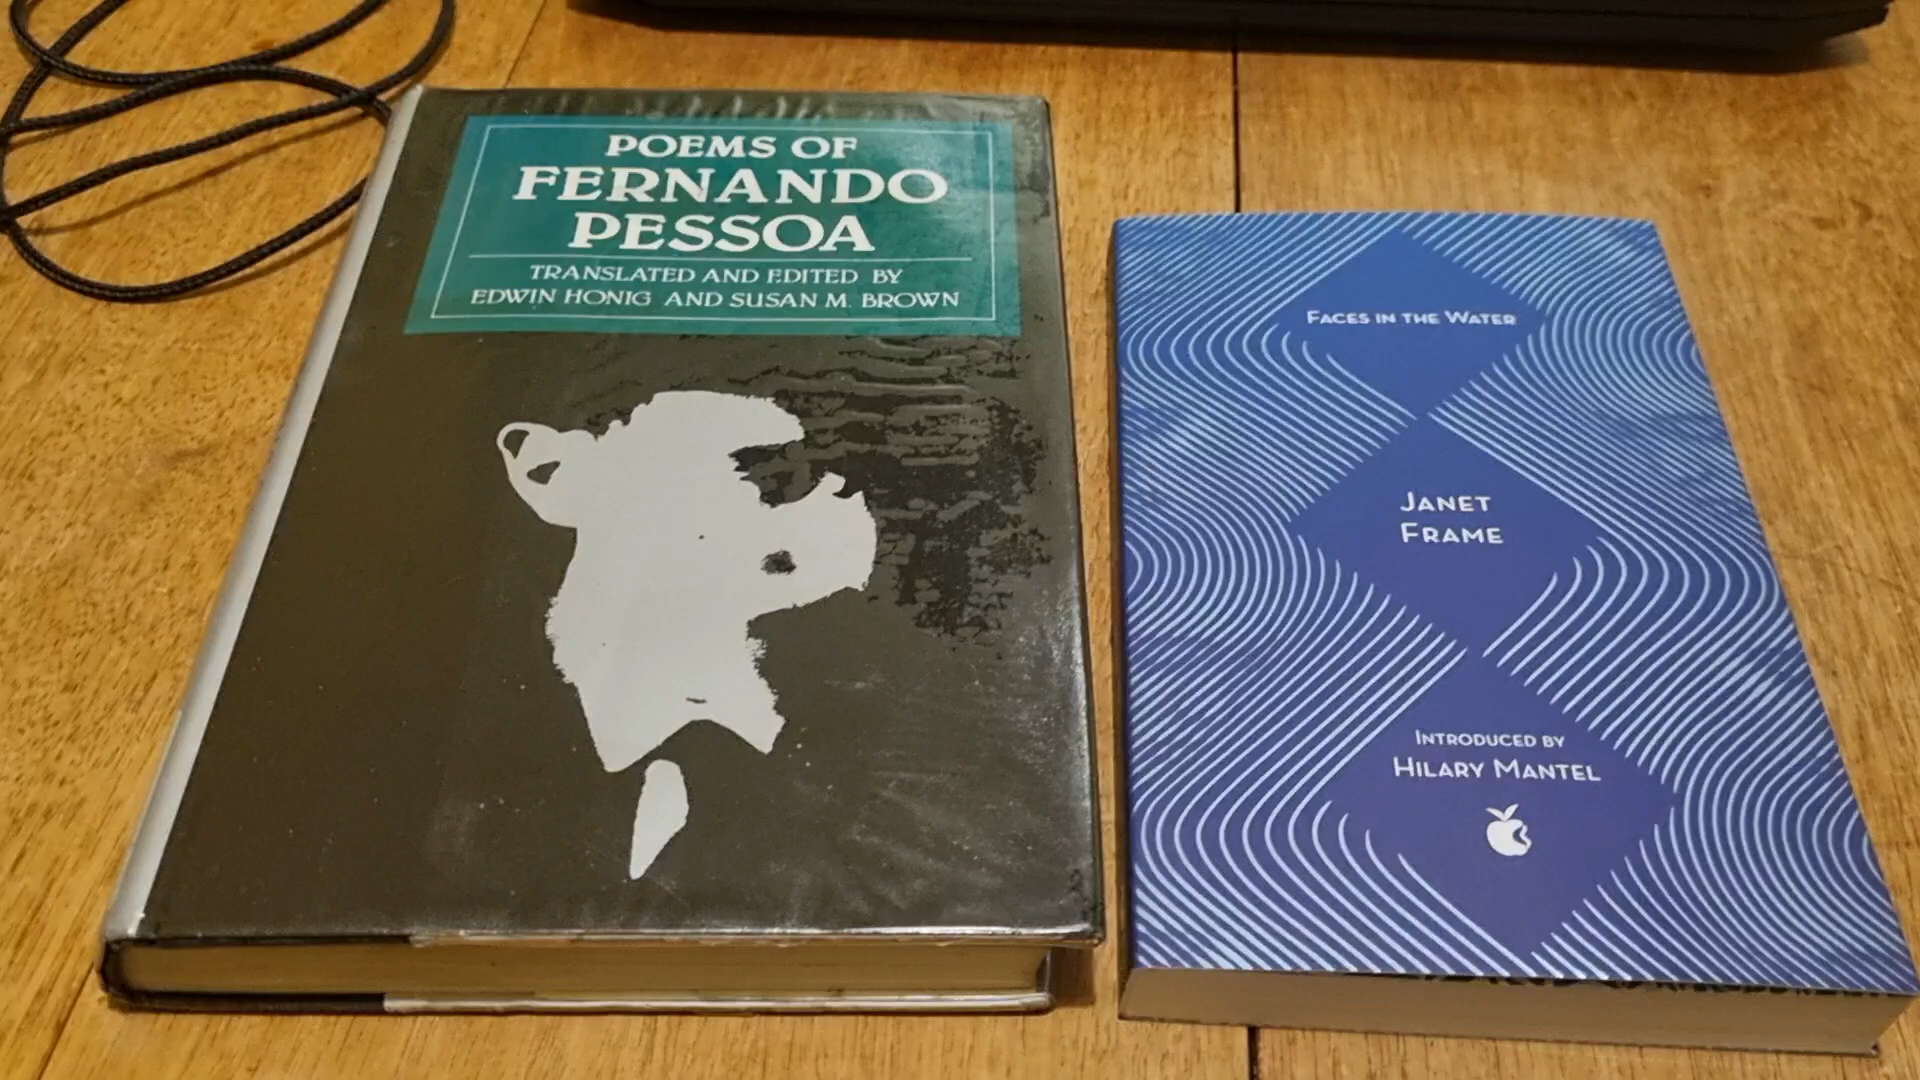 POEMS OF
FERNANDO
PESSOA
TRANSLATED AND EDITED BY
EDWIN HONIG AND SUSAN M. BROWN
FACES IN THE WATER
JANET
FRAME
INTRODUCED BY
HILARY MANTEL